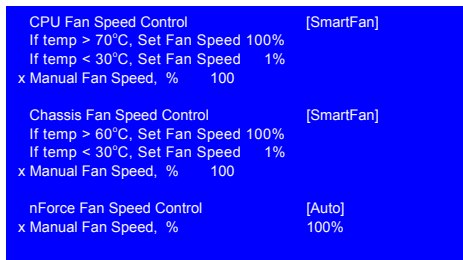 CPU Fan Speed Control [SmartFan]
If temp > 70°C, Set Fan Speed 100%
If temp < 30°C, Set Fan Speed 1%
x Manual Fan Speed, % 100
Chassis Fan Speed Control [SmartFan]
If temp > 60°C, Set Fan Speed 100%
If temp < 30°C, Set Fan Speed 1%
x Manual Fan Speed, % 100
nForce Fan Speed Control [Auto]
x Manual Fan Speed, % 100%